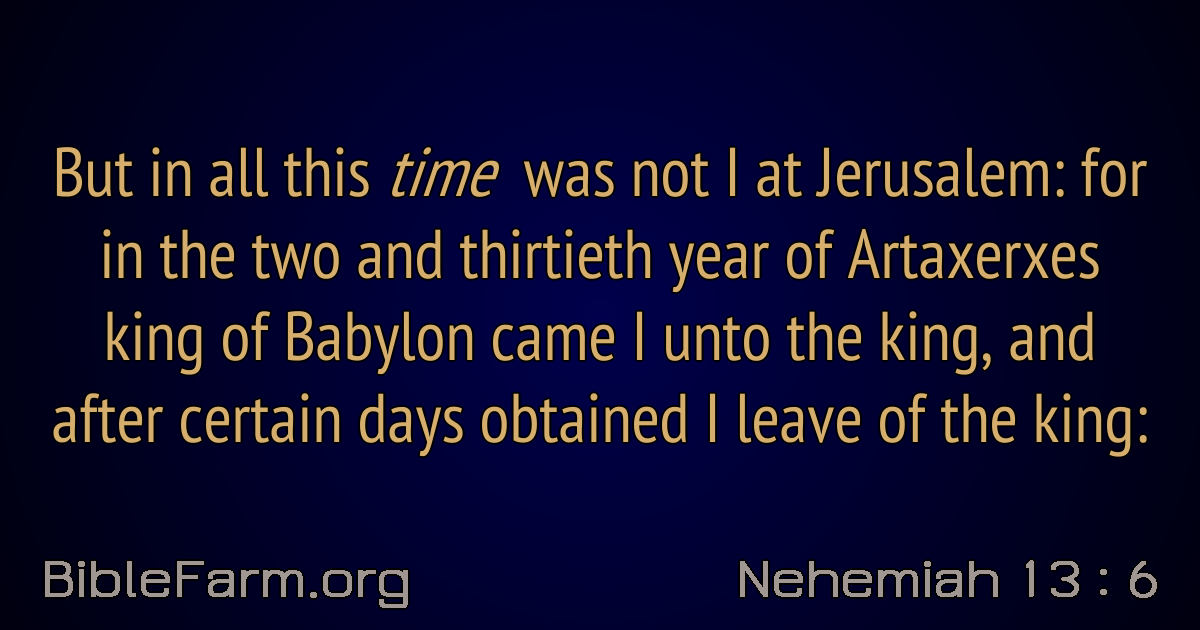 But in all this time was not I at Jerusalem: for
in the two and thirtieth year of Artaxerxes
king of Babylon came I unto the king, and
after certain days obtained I leave of the king:
BibleFarm.org
Nehemiah 13 : 6